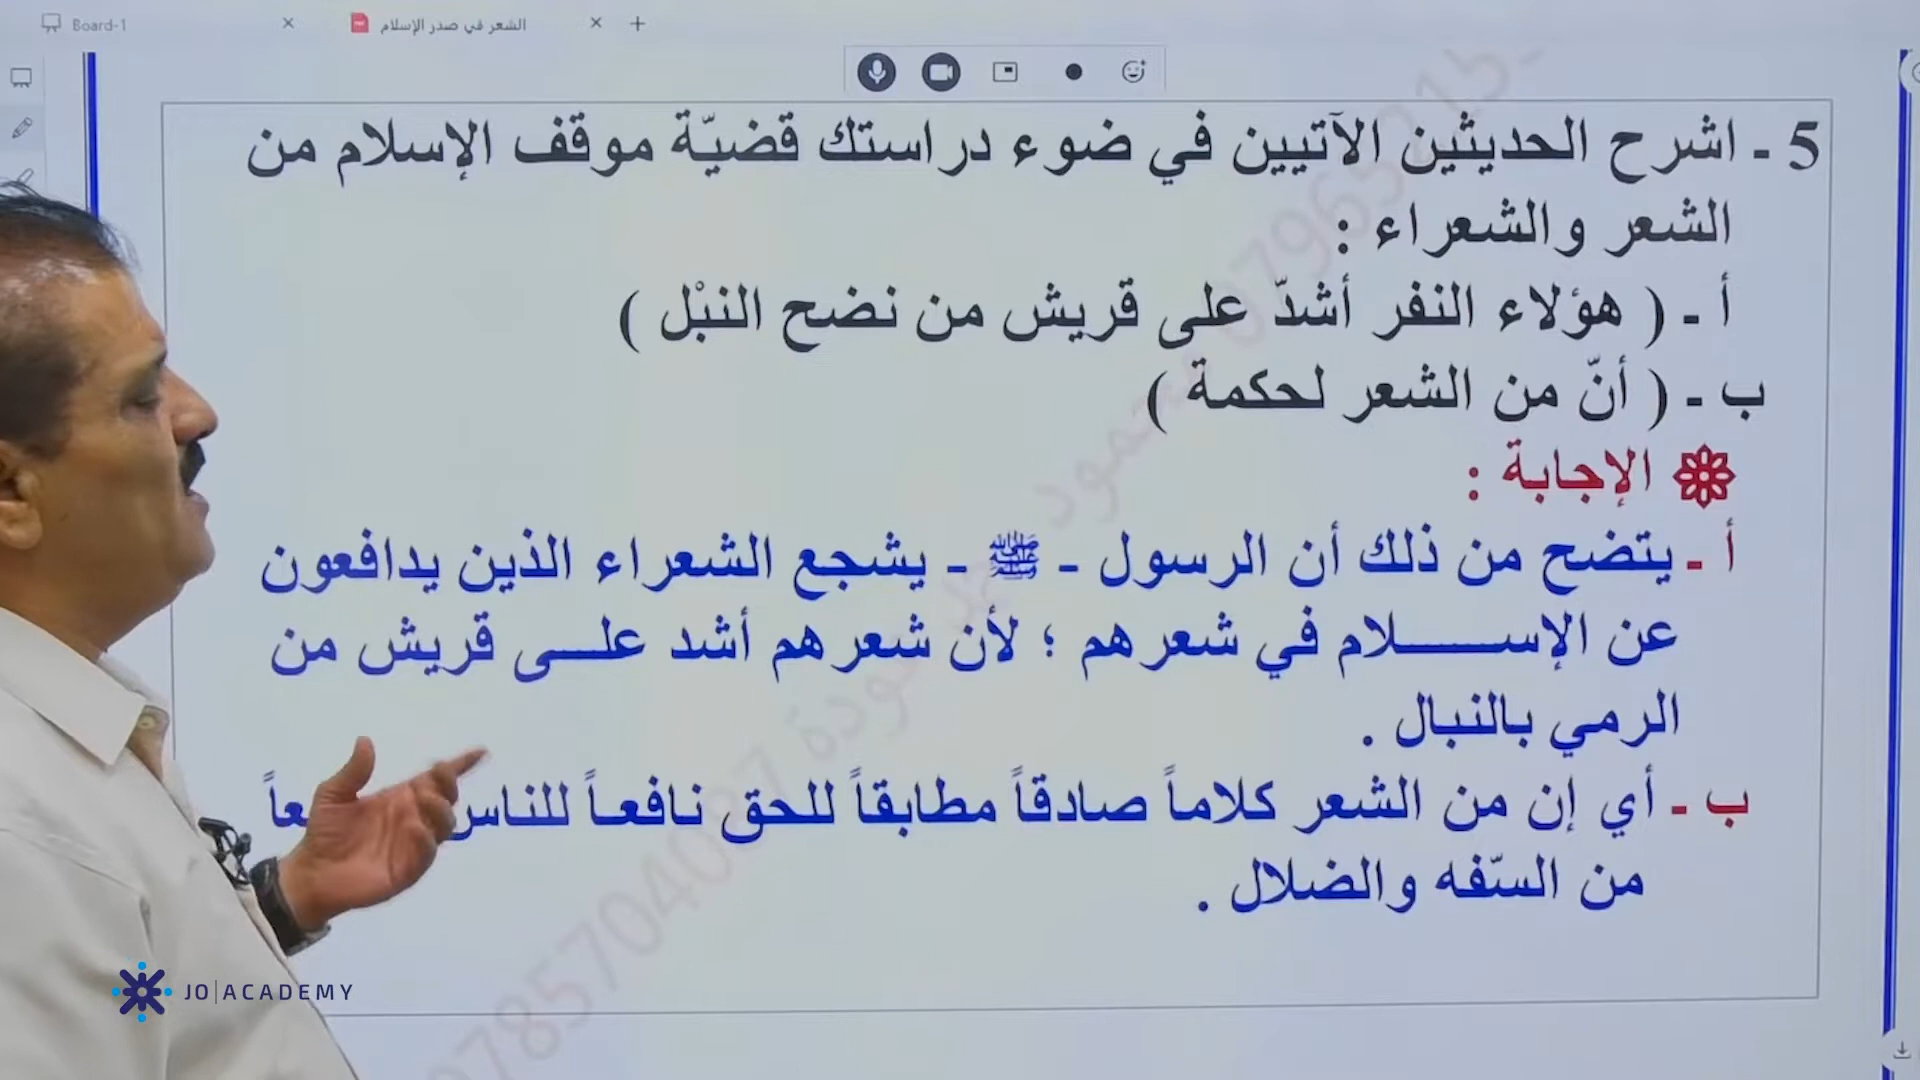 Board-1
الشعر في صدر الإسلام
5 ـ اشرح الحديثين الآتيين في ضوء دراستك قضيّة موقف الإسلام من
الشعر والشعراء :
أ ـ ( هؤلاء النفر أشدّ على قريش من نضح النبْل )
ب ـ ( أنّ من الشعر لحكمة )
الإجابة :
أ ـ يتضح من ذلك أن الرسول ـ ﷺ ـ يشجع الشعراء الذين يدافعون
عن الإســـــــلام في شعرهم ؛ لأن شعرهم أشد علـــى قريش من
الرمي بالنبال .
ب ـ أي إن من الشعر كلاماً صادقاً مطابقاً للحق نافعاً للناس
من السّفه والضلال .
JO ACADEMY